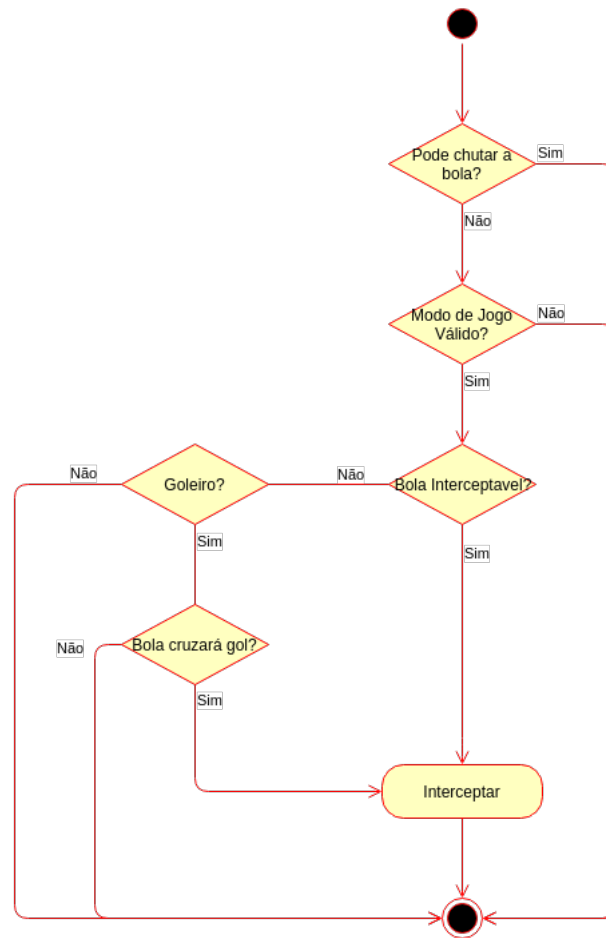 Pode chutar a
bola?
Sim
Não
Modo de Jogo
Válido?
Não
Sim
Bola Interceptavel?
Não
Goleiro?
Não
Sim
Sim
Bola cruzará gol?
Não
Sim
Interceptar